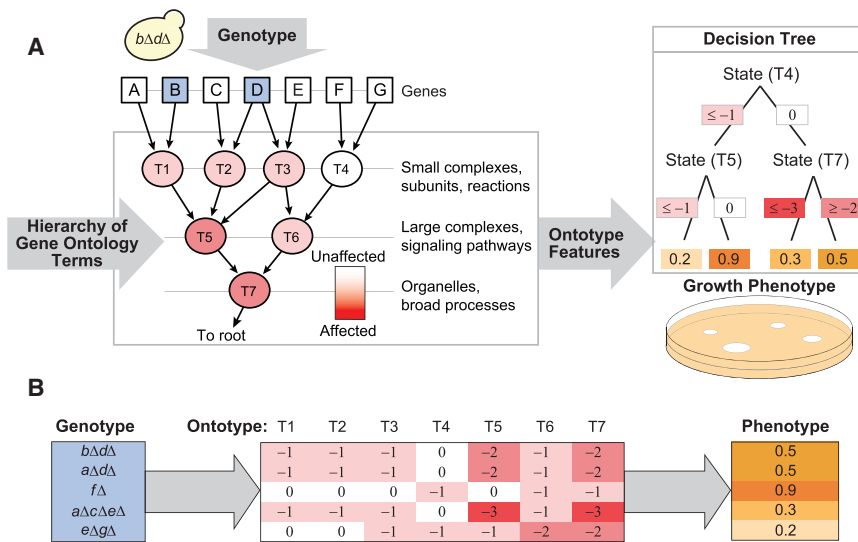 A
bΔdΔ
Genotype
Decision Tree
A B C D E F G Genes
State (T4)
≤ −1 0
T1 T2 T3 T4
Small complexes,
subunits, reactions
State (T5) State (T7)
≤ −1 0 ≤ −3 ≥ −2
Hierarchy of
Gene Ontology
Terms
T5 T6
Large complexes,
signaling pathways
Ontotype
Features
0.2 0.9 0.3 0.5
Unaffected
Affected
T7
Organelles,
broad processes
To root
Growth Phenotype
B
Genotype Ontotype: T1 T2 T3 T4 T5 T6 T7 Phenotype
bΔdΔ −1 −1 −1 0 −2 −1 −2 0.5
aΔdΔ −1 −1 −1 0 −2 −1 −2 0.5
fΔ 0 0 0 −1 0 −1 −1 0.9
aΔcΔeΔ −1 −1 −1 0 −3 −1 −3 0.3
eΔgΔ 0 0 −1 −1 −1 −2 −2 0.2